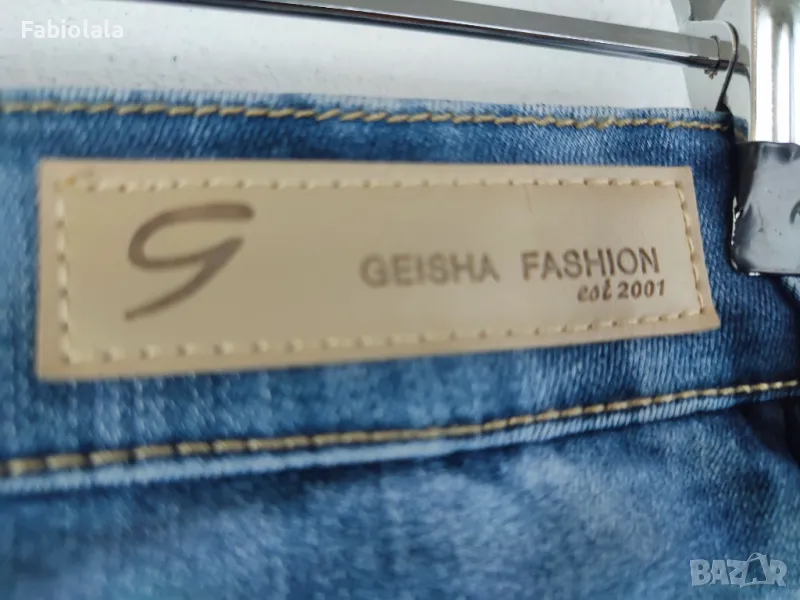 Fabiolala
G GEISHA FASHION
est 2001
BAZAR